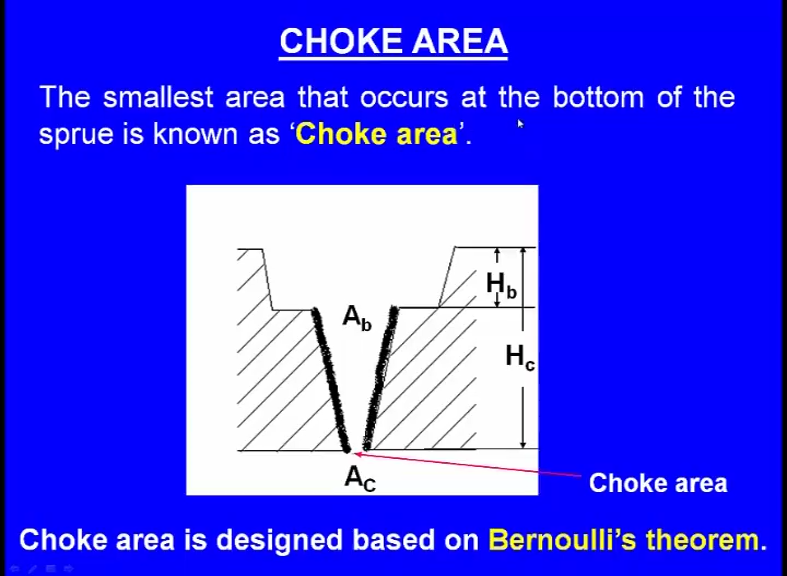 CHOKE AREA
The smallest area that occurs at the bottom of the
sprue is known as ‘Choke area’.
Hb
Ab
Hc
Ac
Choke area
Choke area is designed based on Bernoulli’s theorem.